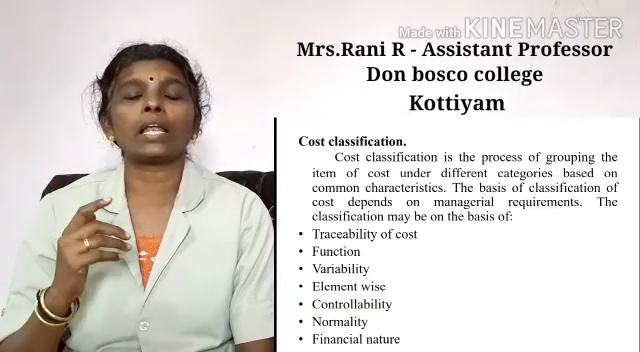 Made with KINEMASTER
Mrs.Rani R - Assistant Professor
Don bosco college
Kottiyam
Cost classification.
Cost classification is the process of grouping the
item of cost under different categories based on
common characteristics. The basis of classification of
cost depends on managerial requirements. The
classification may be on the basis of:
• Traceability of cost
• Function
• Variability
• Element wise
• Controllability
• Normality
• Financial nature